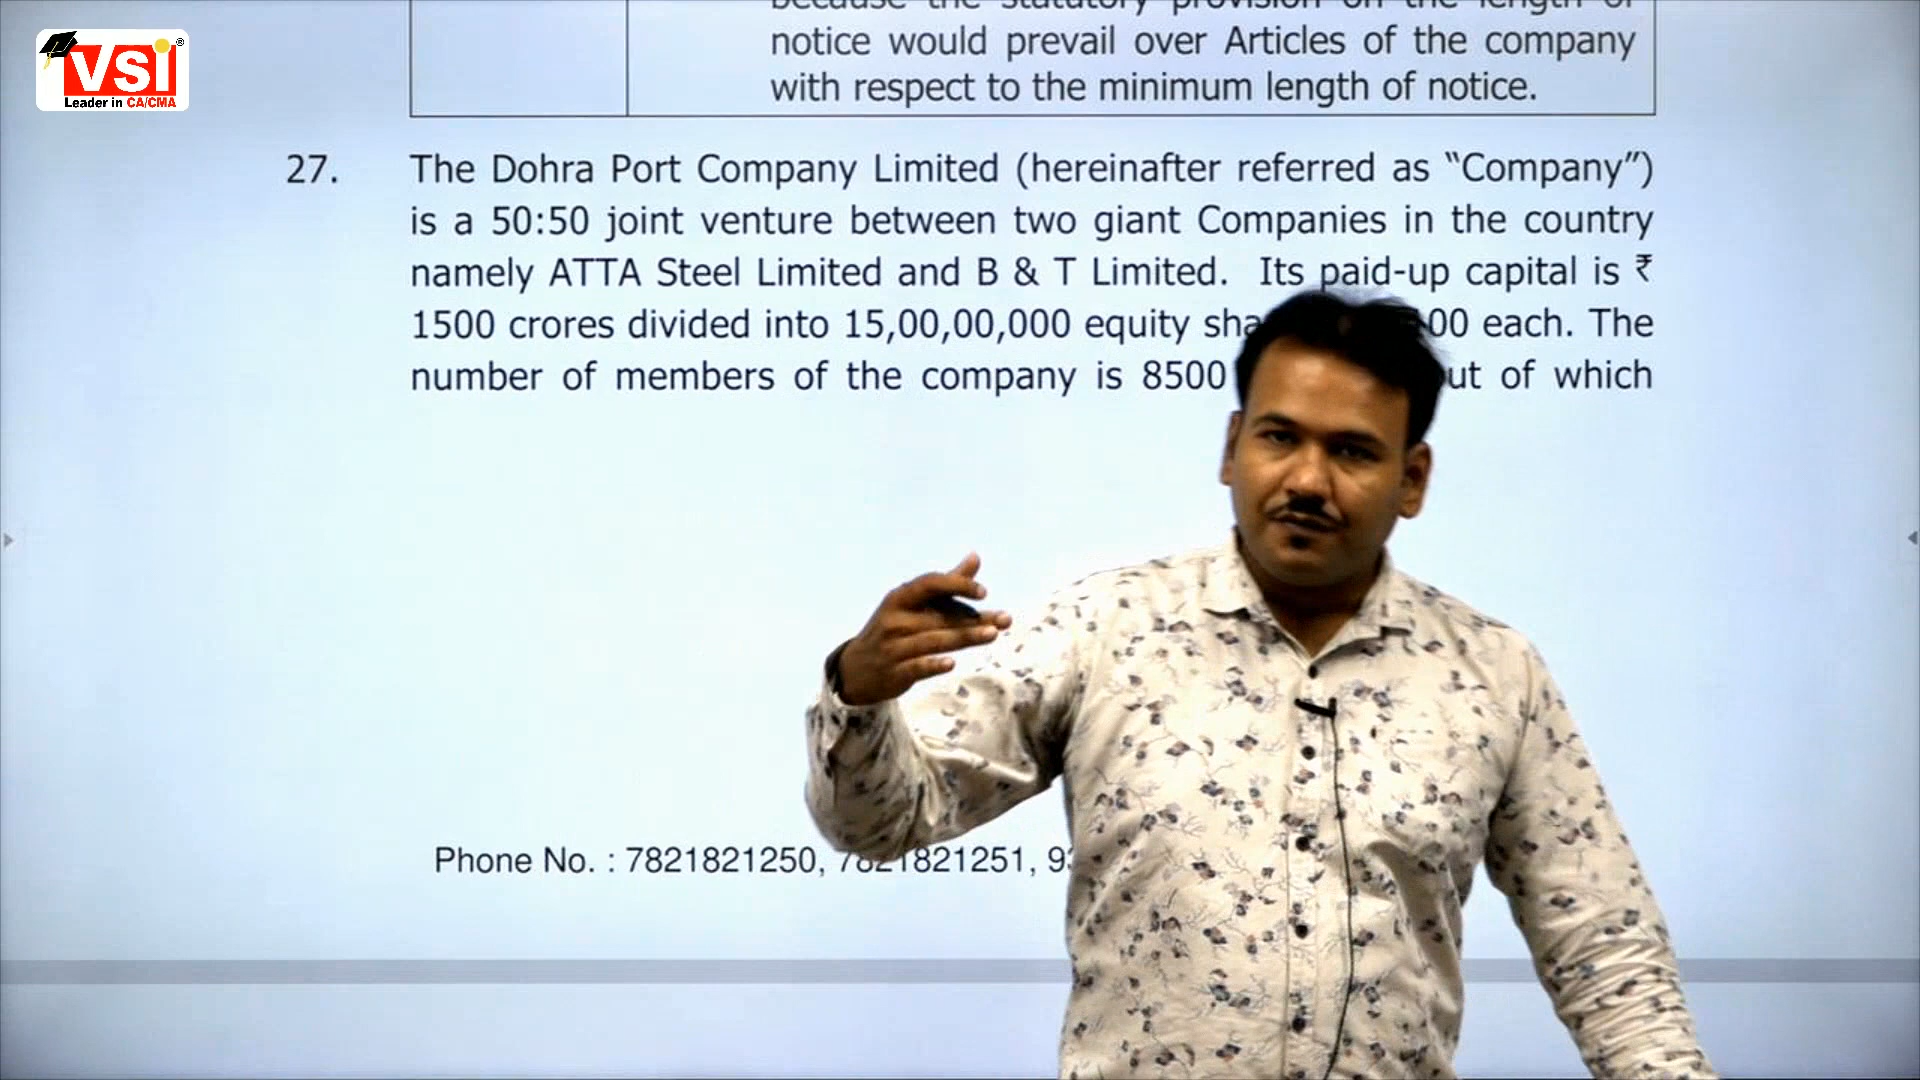 VSI®
Leader in CA/CMA
notice would prevail over Articles of the company
with respect to the minimum length of notice.
27. The Dohra Port Company Limited (hereinafter referred as “Company”)
is a 50:50 joint venture between two giant Companies in the country
namely ATTA Steel Limited and B & T Limited. Its paid-up capital is ₹
1500 crores divided into 15,00,00,000 equity 00 each. The
number of members of the company is 8500 of which
Phone No. : 7821821250, 7821821251,